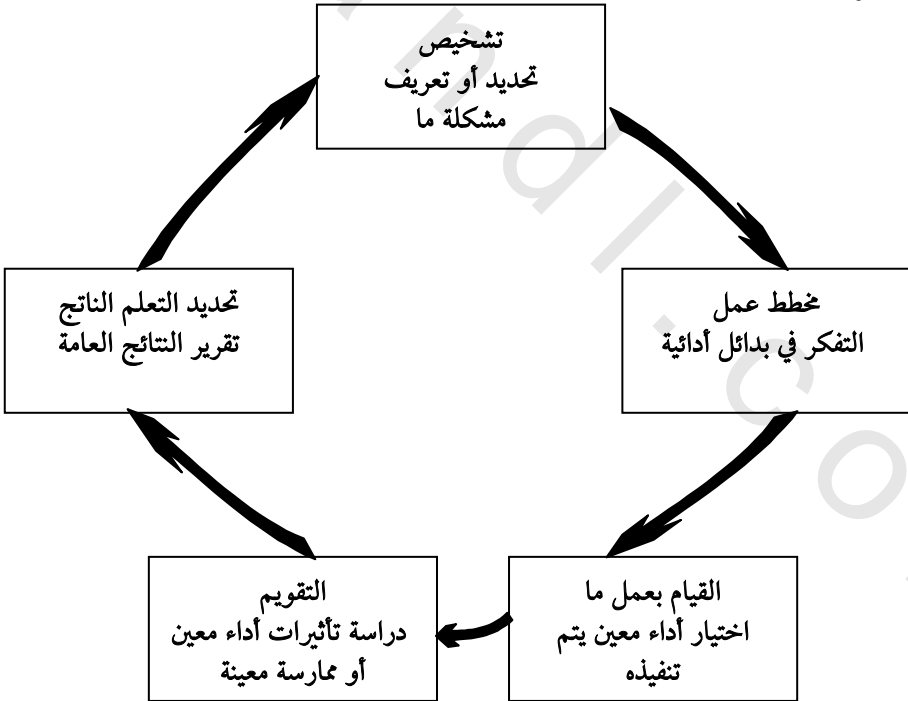 تشخيص
تحديد أو تعريف
مشكلة ما
مخطط عمل
التفكر في بدائل أدائية
القيام بعمل ما
اختيار أداء معين يتم
تنفيذه
التقويم
دراسة تأثيرات أداء معين
أو ممارسة معينة
تحديد التعلم الناتج
تقرير النتائج العامة